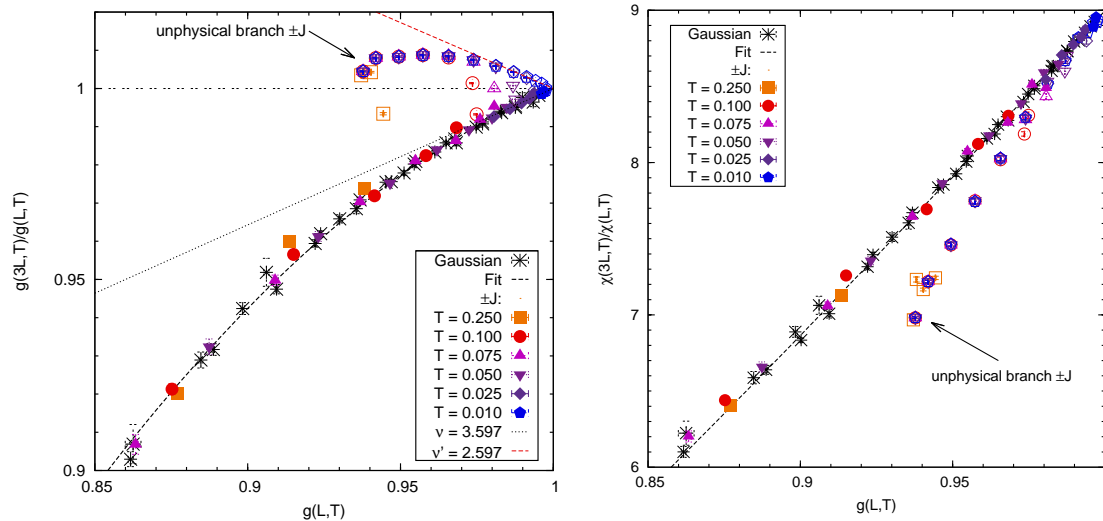 unphysical branch ±J
g(3L,T)/g(L,T)
1
0.95
0.9
Gaussian
Fit
±J:
T = 0.250
T = 0.100
T = 0.075
T = 0.050
T = 0.025
T = 0.010
ν = 3.597
ν' = 2.597
0.85
0.9
0.95
1
g(L,T)
χ(3L,T)/χ(L,T)
9
8
7
6
Gaussian
Fit
±J:
T = 0.250
T = 0.100
T = 0.075
T = 0.050
T = 0.025
T = 0.010
unphysical branch ±J
0.85
0.9
0.95
1
g(L,T)